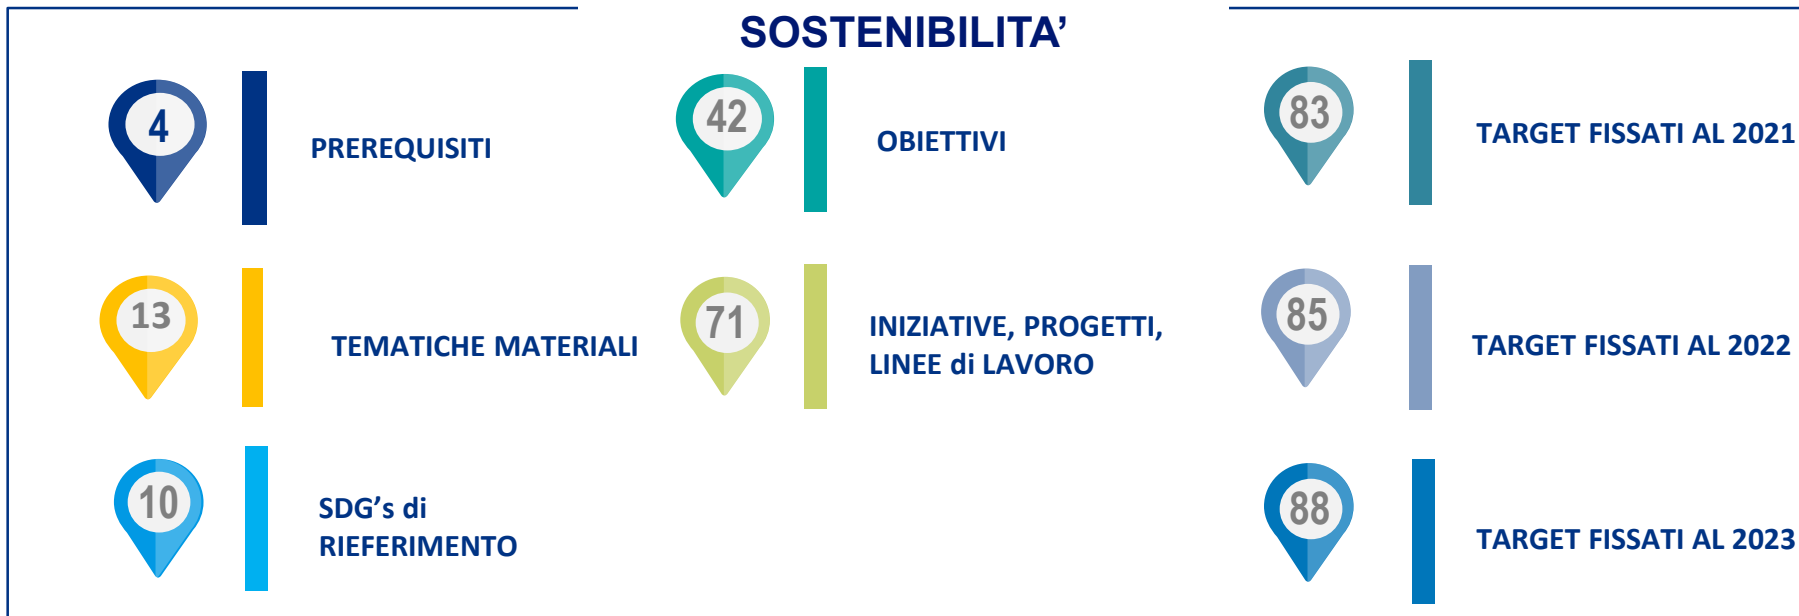 SOSTENIBILITA’
4
PREREQUISITI
42
OBIETTIVI
83
TARGET FISSATI AL 2021
13
TEMATICHE MATERIALI
71
INIZIATIVE, PROGETTI,
LINEE di LAVORO
85
TARGET FISSATI AL 2022
10
SDG’s di
RIEFERIMENTO
88
TARGET FISSATI AL 2023